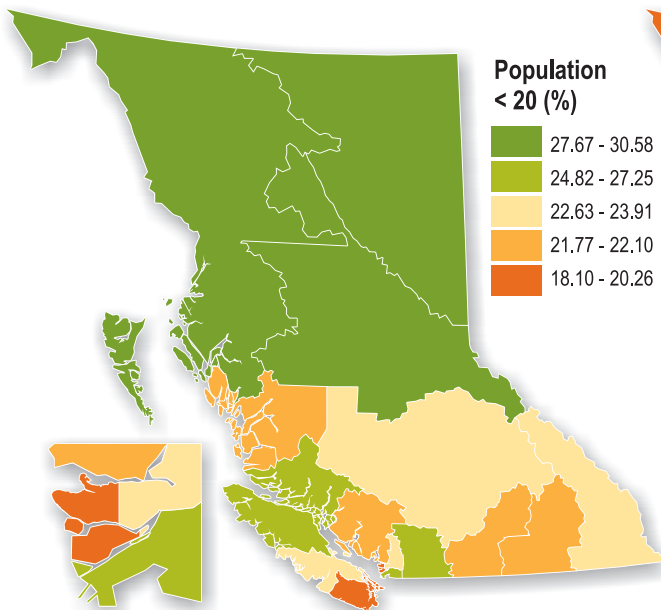 Population
< 20 (%)
27.67 - 30.58
24.82 - 27.25
22.63 - 23.91
21.77 - 22.10
18.10 - 20.26